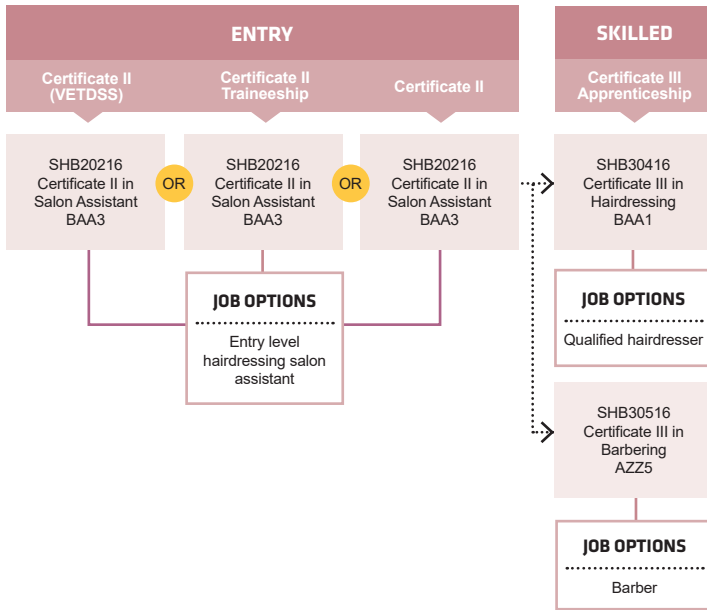 ENTRY
SKILLED
Certificate II
(VETDSS)
Certificate II
Traineeship
Certificate II
Certificate III
Apprenticeship
SHB20216
Certificate II in
Salon Assistant
BAA3
OR
SHB20216
Certificate II in
Salon Assistant
BAA3
OR
SHB20216
Certificate II in
Salon Assistant
BAA3
SHB30416
Certificate III in
Hairdressing
BAA1
JOB OPTIONS
Entry level
hairdressing salon
assistant
JOB OPTIONS
Qualified hairdresser
SHB30516
Certificate III in
Barbering
AZZ5
JOB OPTIONS
Barber